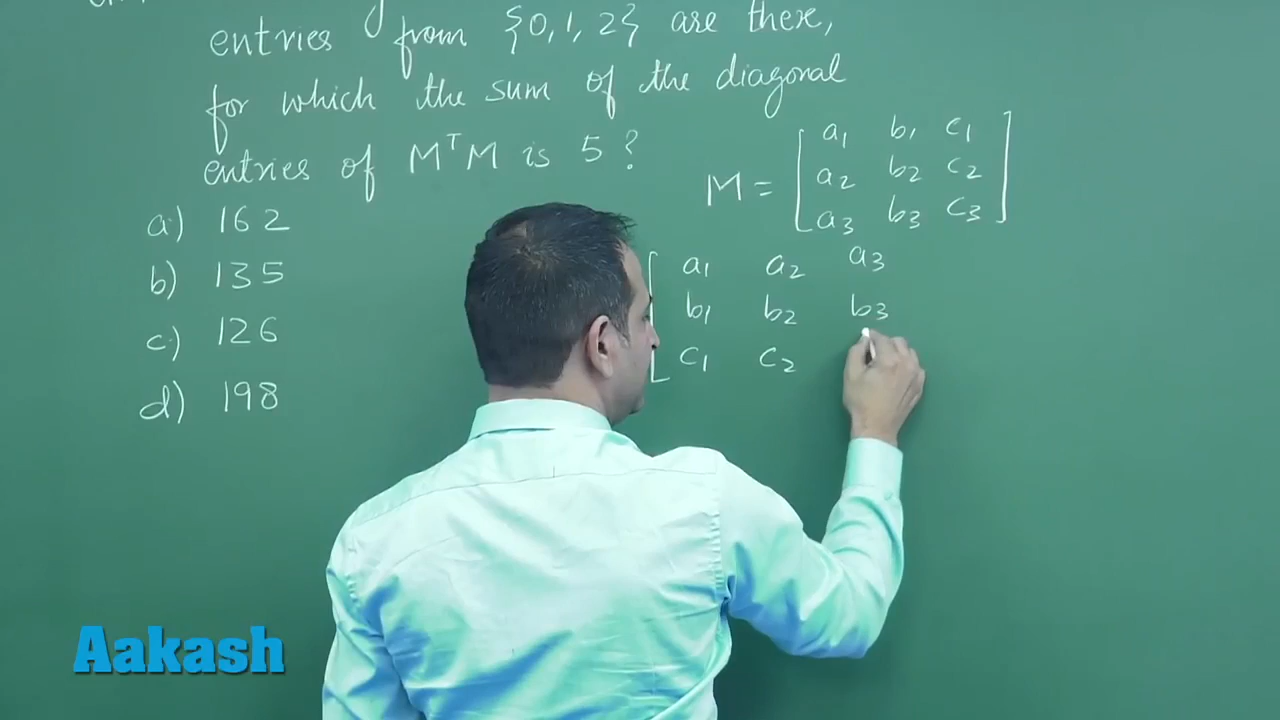 entries from {0, 1, 2} are there,
for which the sum of the diagonal
entries of MᵀM is 5 ?
a) 162
b) 135
c) 126
d) 198
M = [ a₁ b₁ c₁
a₂ b₂ c₂
a₃ b₃ c₃ ]
[ a₁ a₂ a₃
b₁ b₂ b₃
c₁ c₂
Aakash